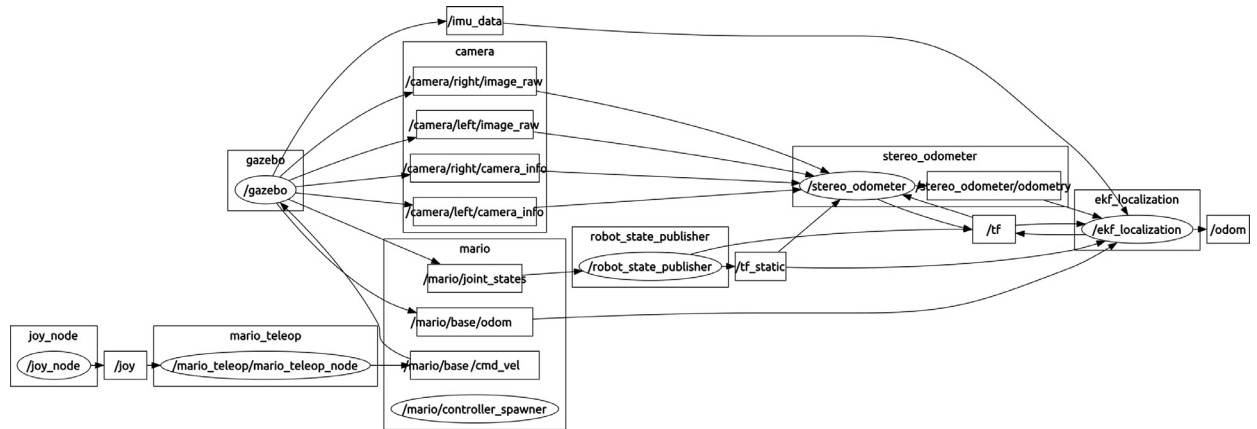 /imu_data
camera
/camera/right/image_raw
/camera/left/image_raw
/camera/right/camera_info
/camera/left/camera_info
gazebo
/gazebo
stereo_odometer
/stereo_odometer
/stereo_odometer/odometry
ekf_localization
/ekf_localization
/odom
/tf
mario
/mario/joint_states
robot_state_publisher
/robot_state_publisher
/tf_static
/mario/base/odom
joy_node
/joy_node
/joy
mario_teleop
/mario_teleop/mario_teleop_node
/mario/base/cmd_vel
/mario/controller_spawner